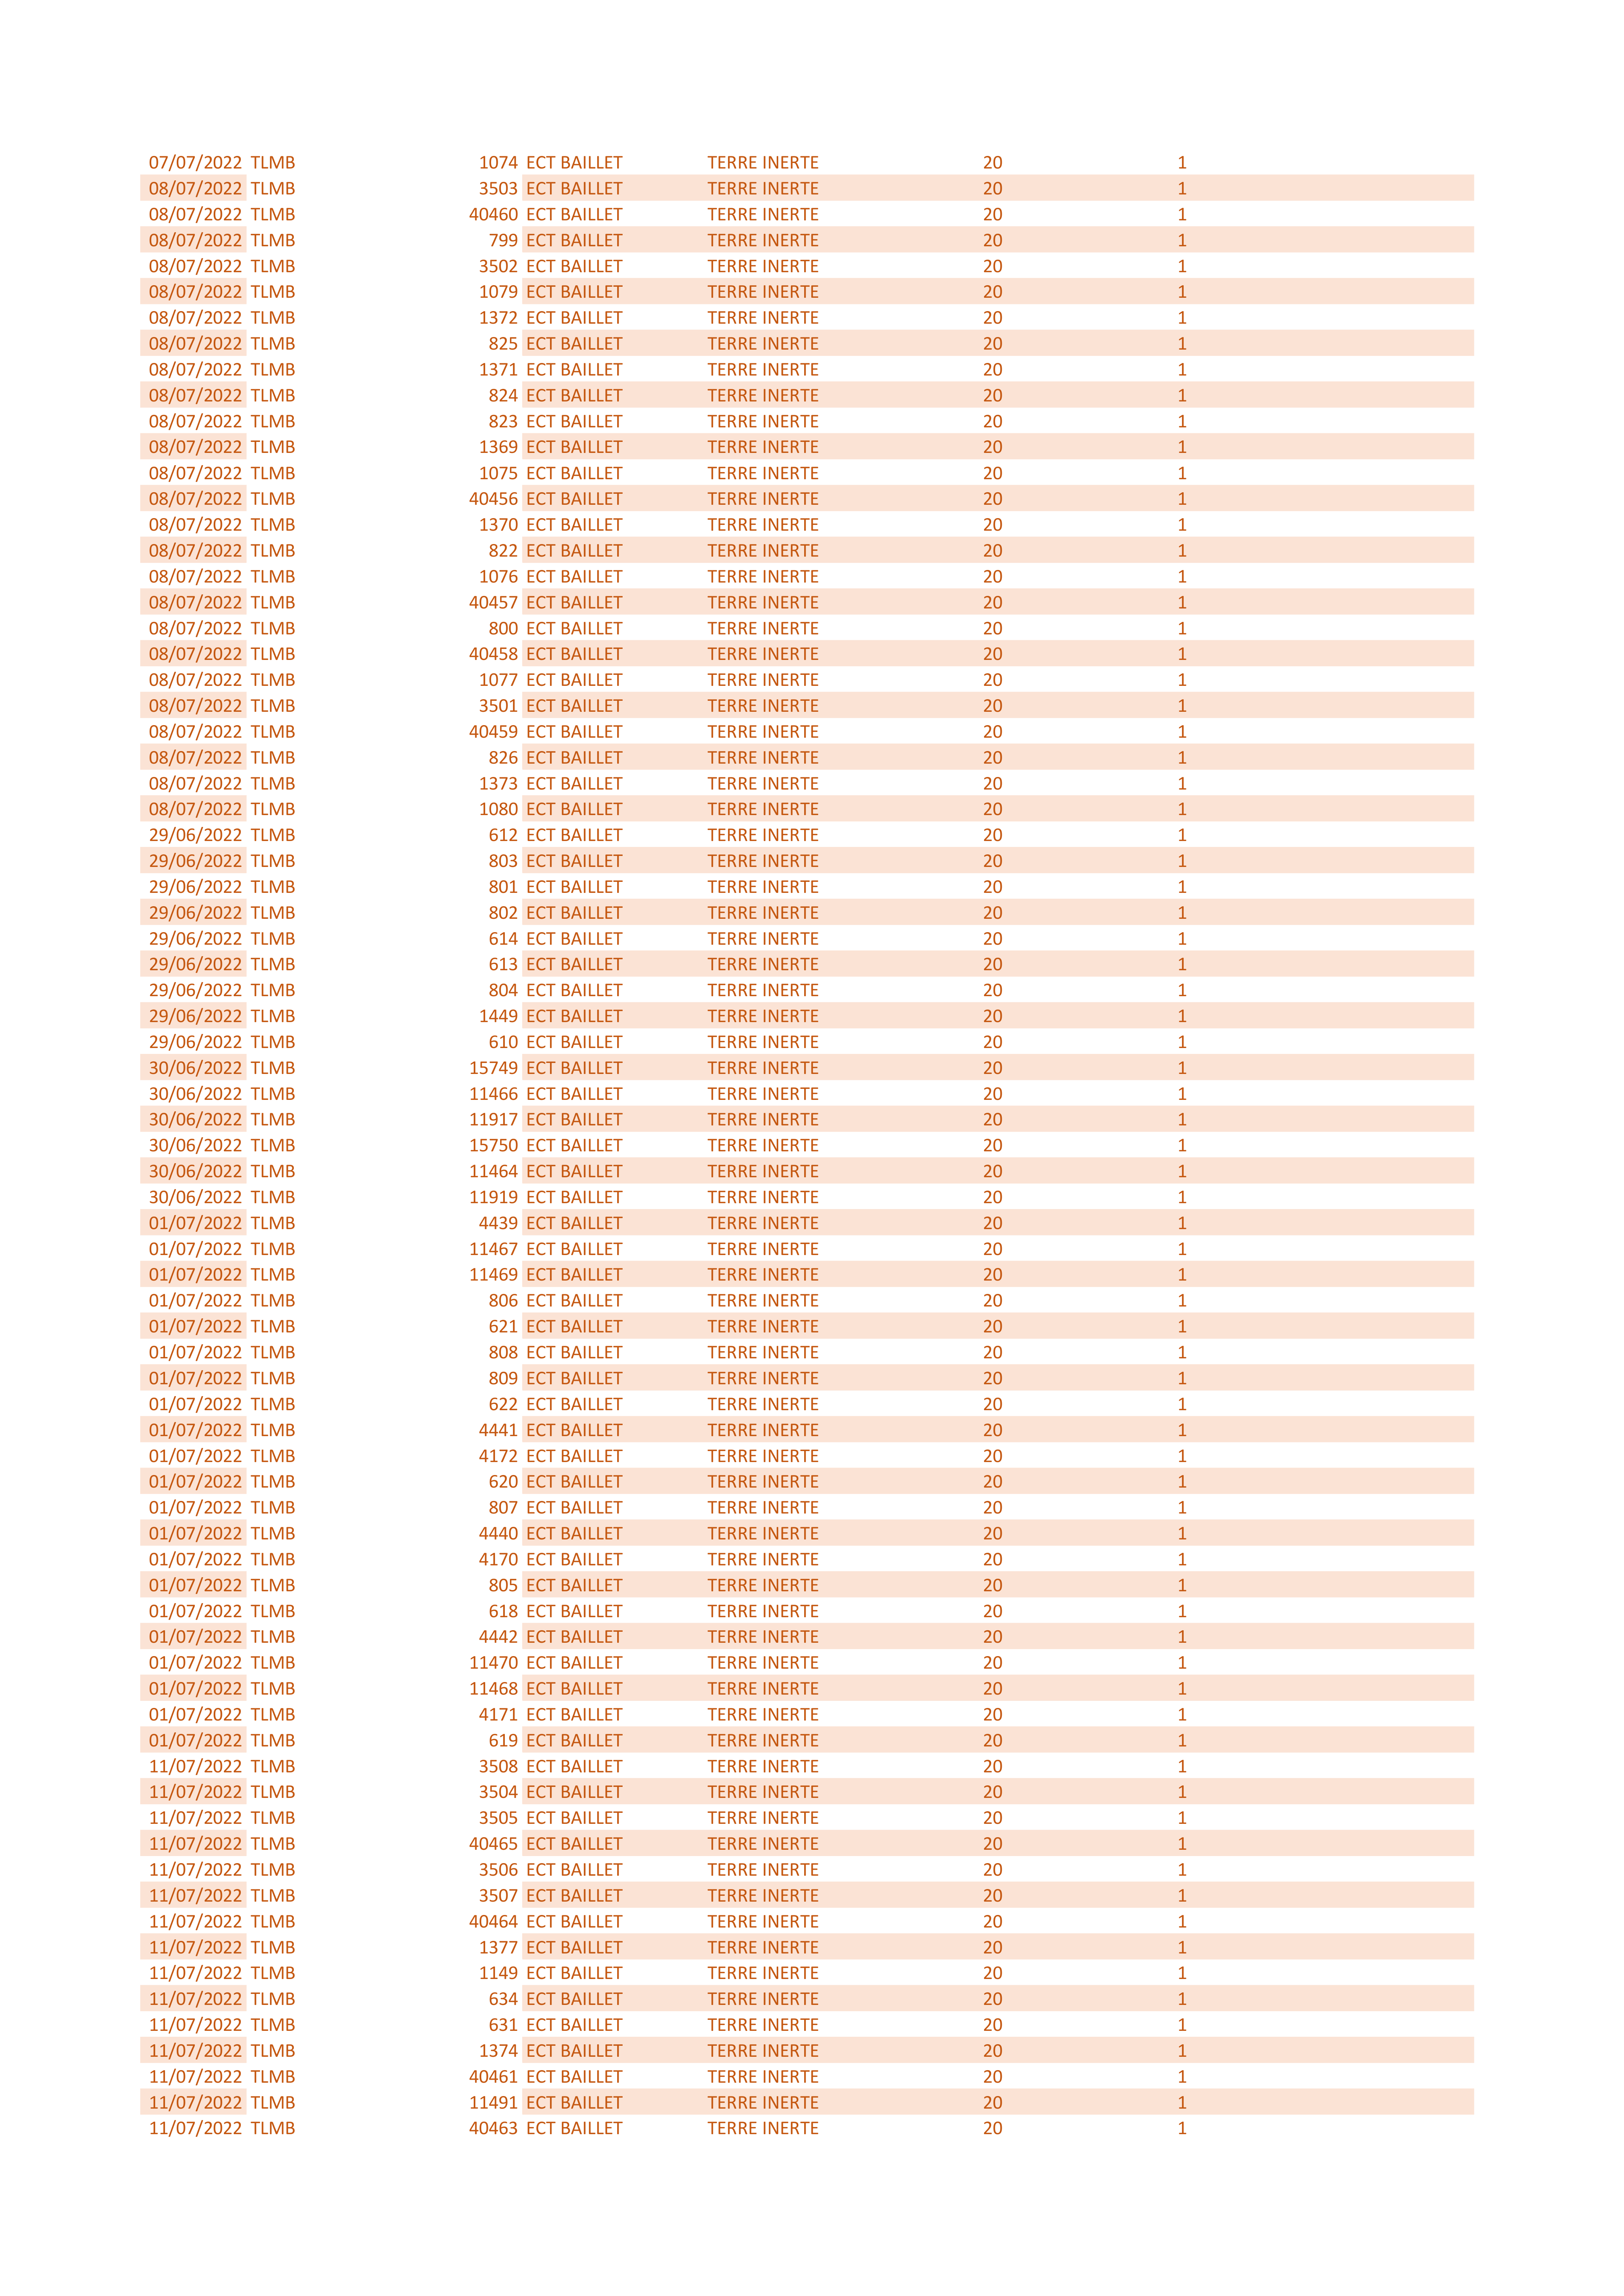 07/07/2022 TLMB 1074 ECT BAILLET TERRE INERTE 20 1
08/07/2022 TLMB 3503 ECT BAILLET TERRE INERTE 20 1
08/07/2022 TLMB 40460 ECT BAILLET TERRE INERTE 20 1
08/07/2022 TLMB 799 ECT BAILLET TERRE INERTE 20 1
08/07/2022 TLMB 3502 ECT BAILLET TERRE INERTE 20 1
08/07/2022 TLMB 1079 ECT BAILLET TERRE INERTE 20 1
08/07/2022 TLMB 1372 ECT BAILLET TERRE INERTE 20 1
08/07/2022 TLMB 825 ECT BAILLET TERRE INERTE 20 1
08/07/2022 TLMB 1371 ECT BAILLET TERRE INERTE 20 1
08/07/2022 TLMB 824 ECT BAILLET TERRE INERTE 20 1
08/07/2022 TLMB 823 ECT BAILLET TERRE INERTE 20 1
08/07/2022 TLMB 1369 ECT BAILLET TERRE INERTE 20 1
08/07/2022 TLMB 1075 ECT BAILLET TERRE INERTE 20 1
08/07/2022 TLMB 40456 ECT BAILLET TERRE INERTE 20 1
08/07/2022 TLMB 1370 ECT BAILLET TERRE INERTE 20 1
08/07/2022 TLMB 822 ECT BAILLET TERRE INERTE 20 1
08/07/2022 TLMB 1076 ECT BAILLET TERRE INERTE 20 1
08/07/2022 TLMB 40457 ECT BAILLET TERRE INERTE 20 1
08/07/2022 TLMB 800 ECT BAILLET TERRE INERTE 20 1
08/07/2022 TLMB 40458 ECT BAILLET TERRE INERTE 20 1
08/07/2022 TLMB 1077 ECT BAILLET TERRE INERTE 20 1
08/07/2022 TLMB 3501 ECT BAILLET TERRE INERTE 20 1
08/07/2022 TLMB 40459 ECT BAILLET TERRE INERTE 20 1
08/07/2022 TLMB 826 ECT BAILLET TERRE INERTE 20 1
08/07/2022 TLMB 1373 ECT BAILLET TERRE INERTE 20 1
08/07/2022 TLMB 1080 ECT BAILLET TERRE INERTE 20 1
29/06/2022 TLMB 612 ECT BAILLET TERRE INERTE 20 1
29/06/2022 TLMB 803 ECT BAILLET TERRE INERTE 20 1
29/06/2022 TLMB 801 ECT BAILLET TERRE INERTE 20 1
29/06/2022 TLMB 802 ECT BAILLET TERRE INERTE 20 1
29/06/2022 TLMB 614 ECT BAILLET TERRE INERTE 20 1
29/06/2022 TLMB 613 ECT BAILLET TERRE INERTE 20 1
29/06/2022 TLMB 804 ECT BAILLET TERRE INERTE 20 1
29/06/2022 TLMB 1449 ECT BAILLET TERRE INERTE 20 1
29/06/2022 TLMB 610 ECT BAILLET TERRE INERTE 20 1
30/06/2022 TLMB 15749 ECT BAILLET TERRE INERTE 20 1
30/06/2022 TLMB 11466 ECT BAILLET TERRE INERTE 20 1
30/06/2022 TLMB 11917 ECT BAILLET TERRE INERTE 20 1
30/06/2022 TLMB 15750 ECT BAILLET TERRE INERTE 20 1
30/06/2022 TLMB 11464 ECT BAILLET TERRE INERTE 20 1
30/06/2022 TLMB 11919 ECT BAILLET TERRE INERTE 20 1
01/07/2022 TLMB 4439 ECT BAILLET TERRE INERTE 20 1
01/07/2022 TLMB 11467 ECT BAILLET TERRE INERTE 20 1
01/07/2022 TLMB 11469 ECT BAILLET TERRE INERTE 20 1
01/07/2022 TLMB 806 ECT BAILLET TERRE INERTE 20 1
01/07/2022 TLMB 621 ECT BAILLET TERRE INERTE 20 1
01/07/2022 TLMB 808 ECT BAILLET TERRE INERTE 20 1
01/07/2022 TLMB 809 ECT BAILLET TERRE INERTE 20 1
01/07/2022 TLMB 622 ECT BAILLET TERRE INERTE 20 1
01/07/2022 TLMB 4441 ECT BAILLET TERRE INERTE 20 1
01/07/2022 TLMB 4172 ECT BAILLET TERRE INERTE 20 1
01/07/2022 TLMB 620 ECT BAILLET TERRE INERTE 20 1
01/07/2022 TLMB 807 ECT BAILLET TERRE INERTE 20 1
01/07/2022 TLMB 4440 ECT BAILLET TERRE INERTE 20 1
01/07/2022 TLMB 4170 ECT BAILLET TERRE INERTE 20 1
01/07/2022 TLMB 805 ECT BAILLET TERRE INERTE 20 1
01/07/2022 TLMB 618 ECT BAILLET TERRE INERTE 20 1
01/07/2022 TLMB 4442 ECT BAILLET TERRE INERTE 20 1
01/07/2022 TLMB 11470 ECT BAILLET TERRE INERTE 20 1
01/07/2022 TLMB 11468 ECT BAILLET TERRE INERTE 20 1
01/07/2022 TLMB 4171 ECT BAILLET TERRE INERTE 20 1
01/07/2022 TLMB 619 ECT BAILLET TERRE INERTE 20 1
11/07/2022 TLMB 3508 ECT BAILLET TERRE INERTE 20 1
11/07/2022 TLMB 3504 ECT BAILLET TERRE INERTE 20 1
11/07/2022 TLMB 3505 ECT BAILLET TERRE INERTE 20 1
11/07/2022 TLMB 40465 ECT BAILLET TERRE INERTE 20 1
11/07/2022 TLMB 3506 ECT BAILLET TERRE INERTE 20 1
11/07/2022 TLMB 3507 ECT BAILLET TERRE INERTE 20 1
11/07/2022 TLMB 40464 ECT BAILLET TERRE INERTE 20 1
11/07/2022 TLMB 1377 ECT BAILLET TERRE INERTE 20 1
11/07/2022 TLMB 1149 ECT BAILLET TERRE INERTE 20 1
11/07/2022 TLMB 634 ECT BAILLET TERRE INERTE 20 1
11/07/2022 TLMB 631 ECT BAILLET TERRE INERTE 20 1
11/07/2022 TLMB 1374 ECT BAILLET TERRE INERTE 20 1
11/07/2022 TLMB 40461 ECT BAILLET TERRE INERTE 20 1
11/07/2022 TLMB 11491 ECT BAILLET TERRE INERTE 20 1
11/07/2022 TLMB 40463 ECT BAILLET TERRE INERTE 20 1